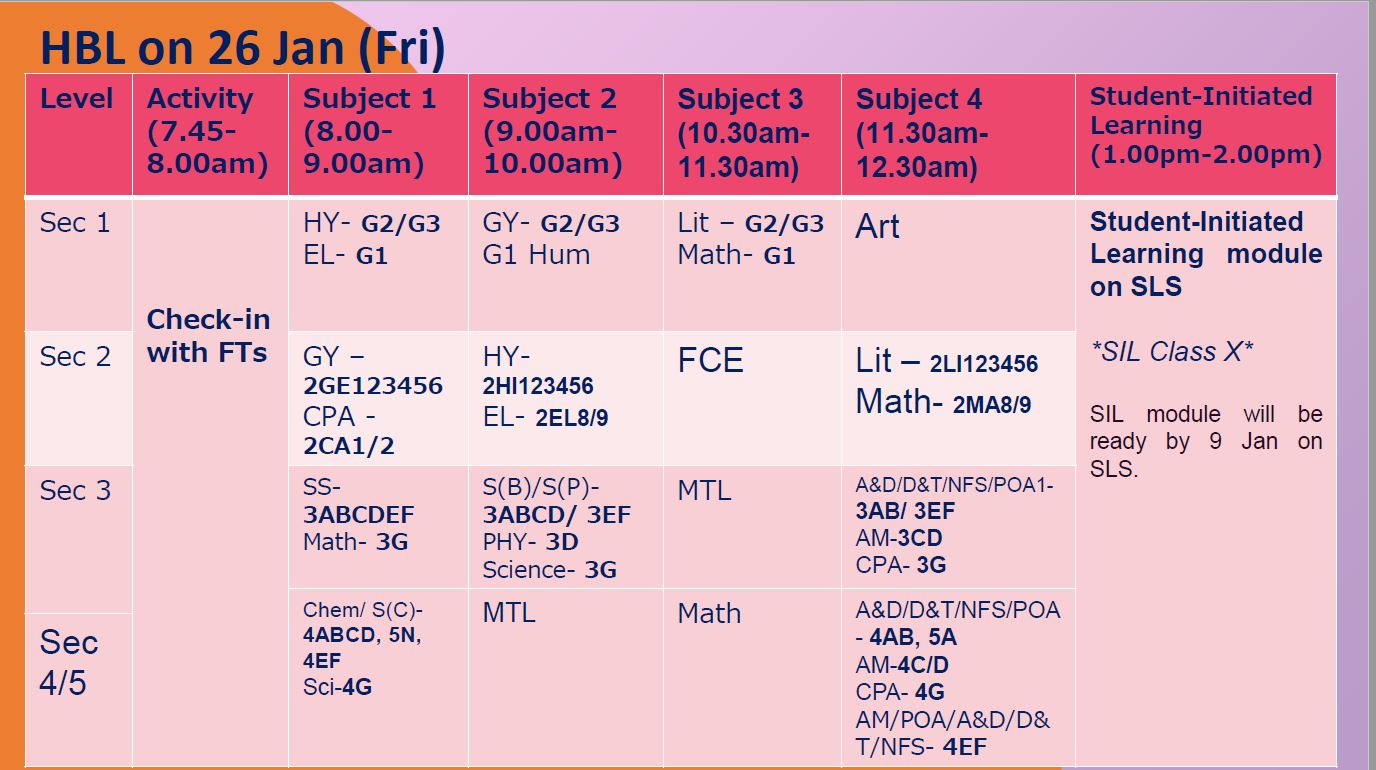 HBL on 26 Jan (Fri)
Level
Activity
(7.45-
8.00am)
Subject 1
(8.00-
9.00am)
Subject 2
(9.00am-
10.00am)
Subject 3
(10.30am-
11.30am)
Subject 4
(11.30am-
12.30am)
Student-Initiated
Learning
(1.00pm-2.00pm)
Sec 1
Check-in
with FTs
HY- G2/G3
EL- G1
GY- G2/G3
G1 Hum
Lit – G2/G3
Math- G1
Art
Student-Initiated
Learning module
on SLS
*SIL Class X*
SIL module will be
ready by 9 Jan on
SLS.
Sec 2
GY –
2GE123456
CPA -
2CA1/2
HY-
2HI123456
EL- 2EL8/9
FCE
Lit – 2LI123456
Math- 2MA8/9
Sec 3
SS-
3ABCDEF
Math- 3G
S(B)/S(P)-
3ABCD/ 3EF
PHY- 3D
Science- 3G
MTL
A&D/D&T/NFS/POA1-
3AB/ 3EF
AM-3CD
CPA- 3G
Sec
4/5
Chem/ S(C)-
4ABCD, 5N,
4EF
Sci-4G
MTL
Math
A&D/D&T/NFS/POA
- 4AB, 5A
AM-4C/D
CPA- 4G
AM/POA/A&D/D&
T/NFS- 4EF